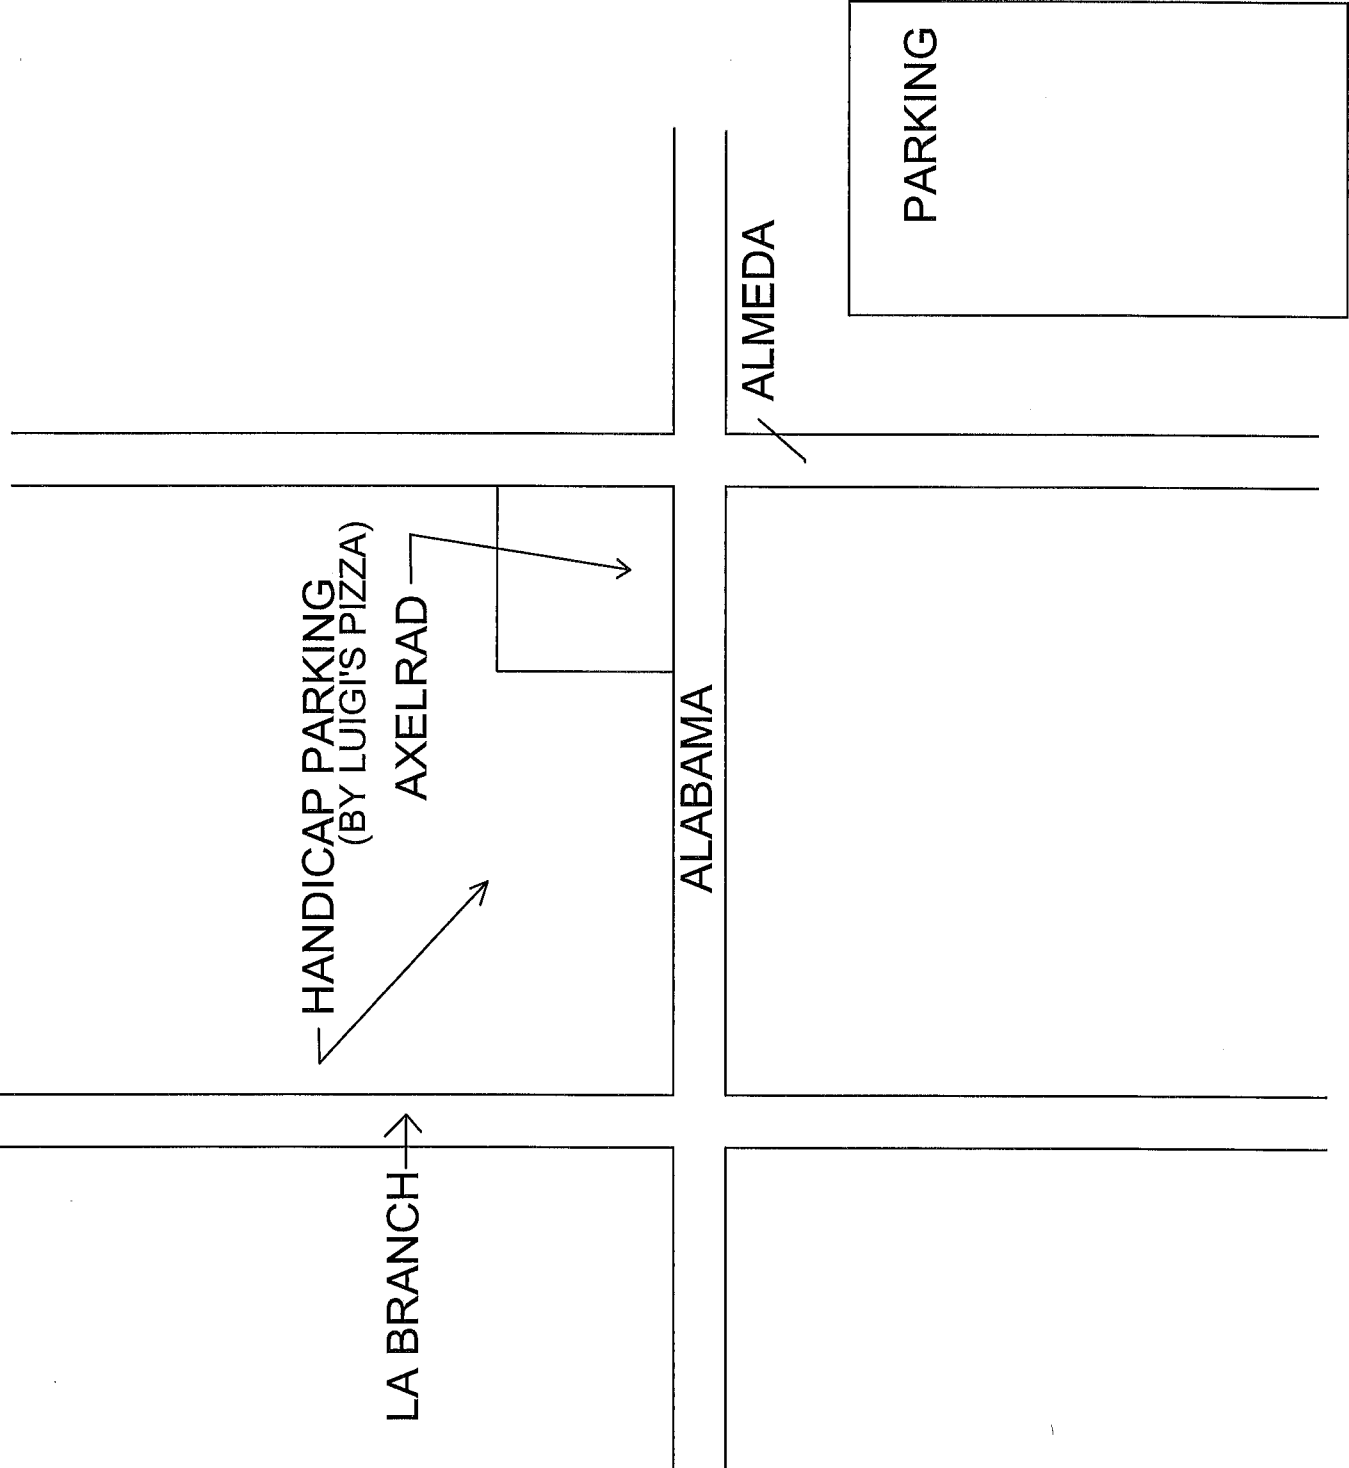 HANDICAP PARKING
(BY LUIGI'S PIZZA)
AXELRAD
LA BRANCH
ALABAMA
ALMEDA
PARKING